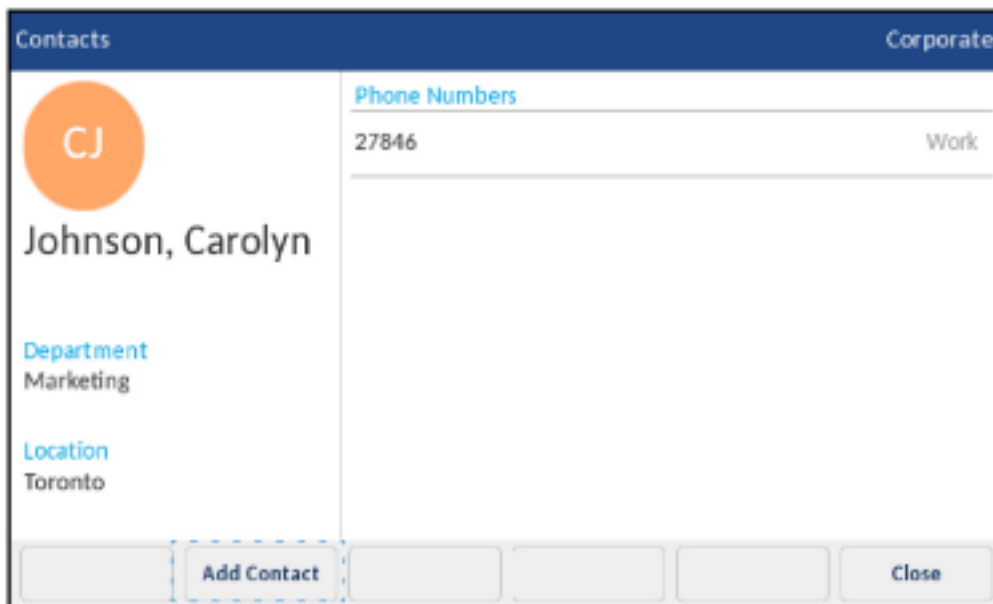 Contacts Corporate
CJ
Johnson, Carolyn
Department
Marketing
Location
Toronto
Phone Numbers
27846 Work
Add Contact Close